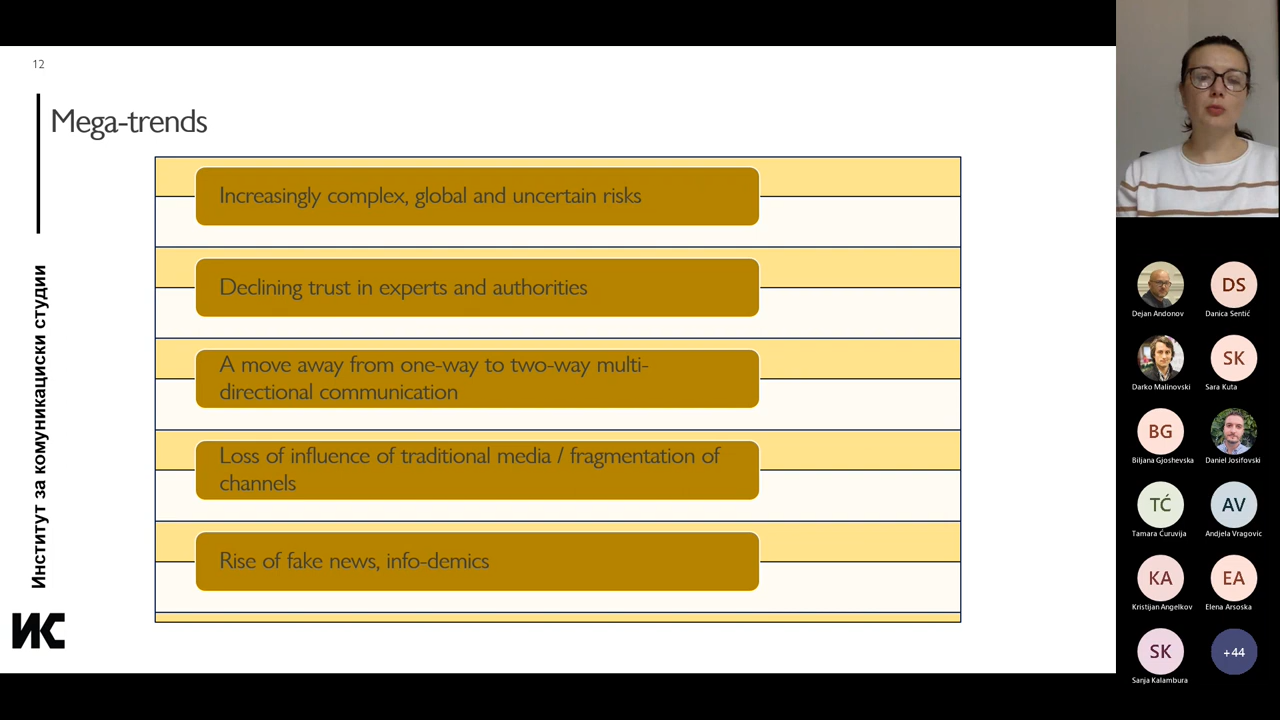 12
Mega-trends
Increasingly complex, global and uncertain risks
Declining trust in experts and authorities
A move away from one-way to two-way multi-
directional communication
Loss of influence of traditional media / fragmentation of
channels
Rise of fake news, info-demics
Институт за комуникациски студии
ИС
DS
Dejan Andonov
Danica Sentić
SK
Darko Malinovski
Sara Kuta
BG
Biljana Gjoshevska
Daniel Josifovski
TĆ
AV
Tamara Ćuruvija
Andjela Vragovic
KA
EA
Kristijan Angelkov
Elena Arsoska
SK
+44
Sanja Kalambura